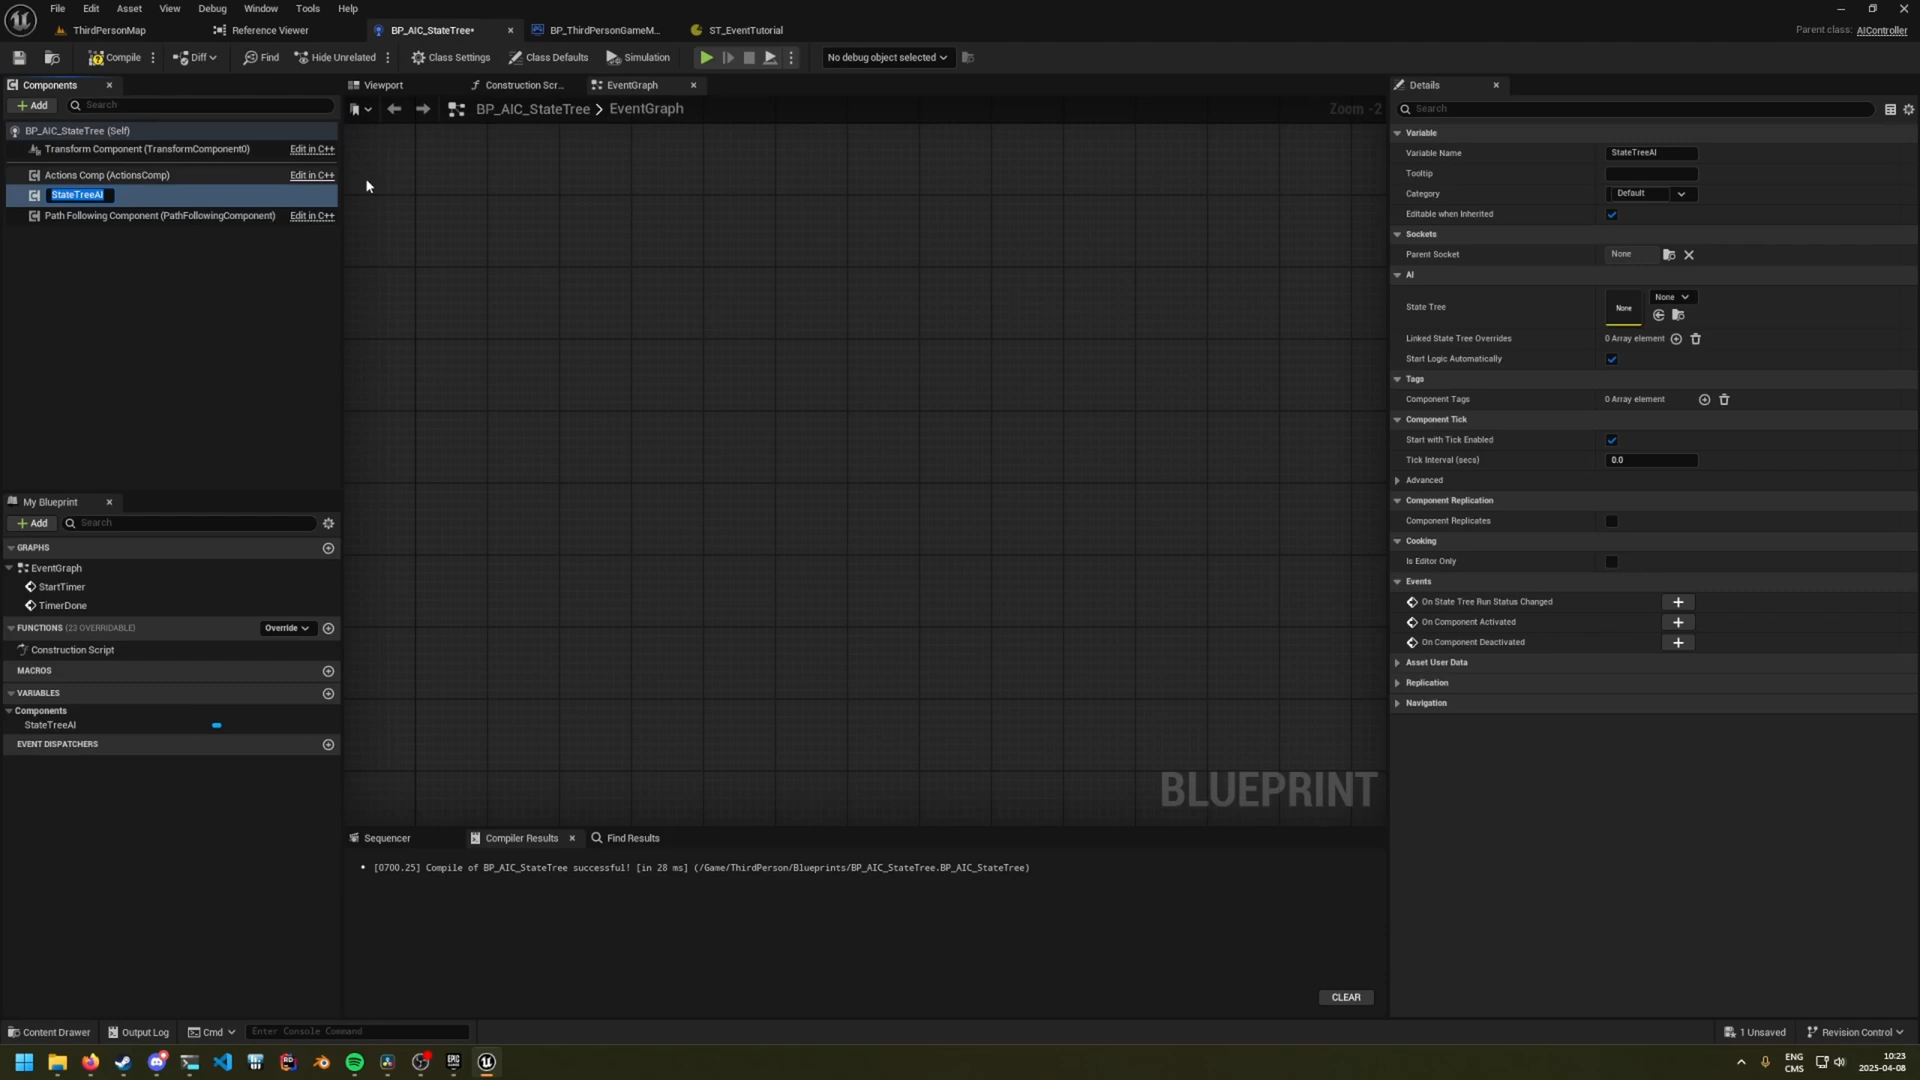 File Edit Asset View Debug Window Tools Help
ThirdPersonMap Reference Viewer BP_AIC_StateTree• BP_ThirdPersonGameM... ST_EventTutorial Parent class: AIController
Compile Diff Find Hide Unrelated Class Settings Class Defaults Simulation No debug object selected
Components
Add Search
BP_AIC_StateTree (Self)
Transform Component (TransformComponent0) Edit in C++
Actions Comp (ActionsComp) Edit in C++
StateTreeAI
Path Following Component (PathFollowingComponent) Edit in C++
Viewport Construction Scr... EventGraph
BP_AIC_StateTree > EventGraph Zoom -2
BLUEPRINT
My Blueprint
Add Search
GRAPHS
EventGraph
StartTimer
TimerDone
FUNCTIONS (23 OVERRIDABLE) Override
Construction Script
MACROS
VARIABLES
Components
StateTreeAI
EVENT DISPATCHERS
Sequencer Compiler Results Find Results
• [0700.25] Compile of BP_AIC_StateTree successful! [in 28 ms] (/Game/ThirdPerson/Blueprints/BP_AIC_StateTree.BP_AIC_StateTree)
CLEAR
Details
Search
Variable
Variable Name StateTreeAI
Tooltip
Category Default
Editable when Inherited
Sockets
Parent Socket None
AI
State Tree None None
Linked State Tree Overrides 0 Array element
Start Logic Automatically
Tags
Component Tags 0 Array element
Component Tick
Start with Tick Enabled
Tick Interval (secs) 0.0
Advanced
Component Replication
Component Replicates
Cooking
Is Editor Only
Events
On State Tree Run Status Changed
On Component Activated
On Component Deactivated
Asset User Data
Replication
Navigation
Content Drawer Output Log Cmd Enter Console Command 1 Unsaved Revision Control
ENG
CMS
10:23
2025-04-08